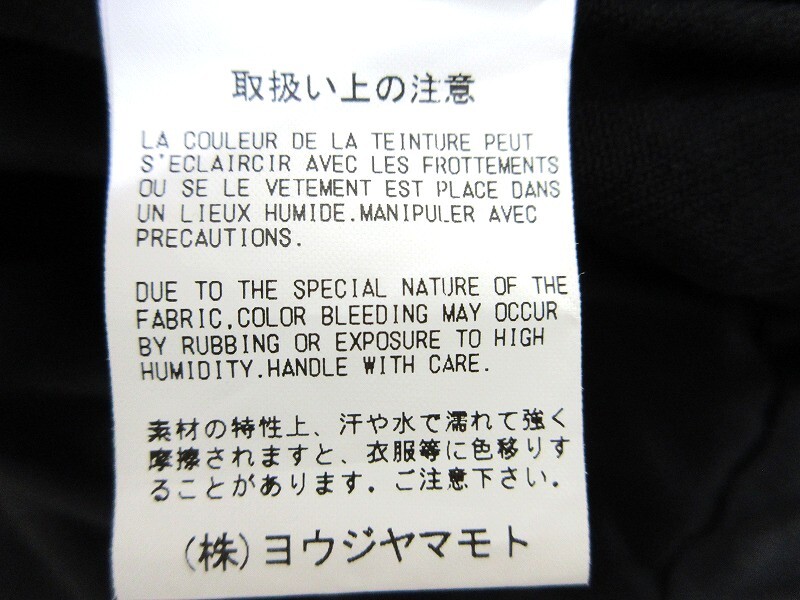 取扱い上の注意
LA COULEUR DE LA TEINTURE PEUT
S'ECLAIRCIR AVEC LES FROTTEMENTS
OU SE LE VETEMENT EST PLACE DANS
UN LIEUX HUMIDE.MANIPULER AVEC
PRECAUTIONS.
DUE TO THE SPECIAL NATURE OF THE
FABRIC,COLOR BLEEDING MAY OCCUR
BY RUBBING OR EXPOSURE TO HIGH
HUMIDITY.HANDLE WITH CARE.
素材の特性上、汗や水で濡れて強く
摩擦されますと、衣服等に色移りす
ることがあります。ご注意下さい。
(株)ヨウジヤマモト